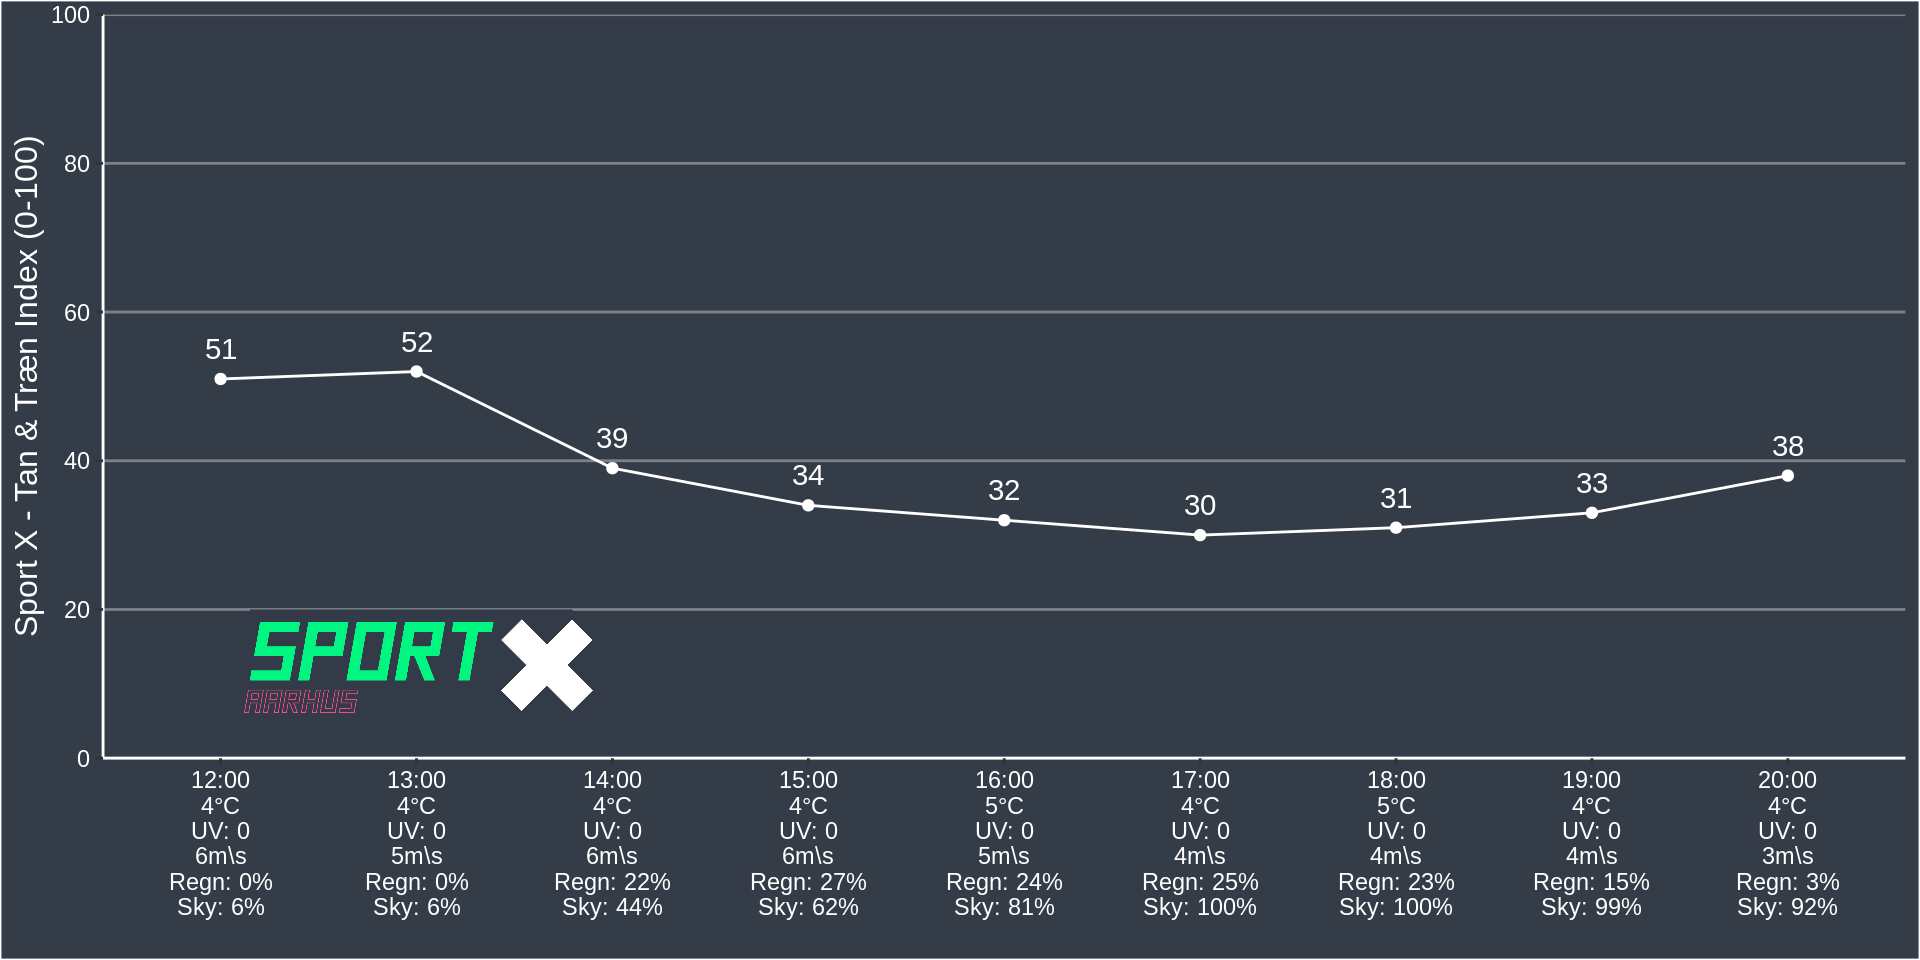 Sport X - Tan & Træn Index (0-100)
100
80
60
40
20
0
51
52
39
34
32
30
31
33
38
SPORT X
AARHUS
12:00 13:00 14:00 15:00 16:00 17:00 18:00 19:00 20:00
4°C 4°C 4°C 4°C 5°C 4°C 5°C 4°C 4°C
UV: 0 UV: 0 UV: 0 UV: 0 UV: 0 UV: 0 UV: 0 UV: 0 UV: 0
6m\s 5m\s 6m\s 6m\s 5m\s 4m\s 4m\s 4m\s 3m\s
Regn: 0% Regn: 0% Regn: 22% Regn: 27% Regn: 24% Regn: 25% Regn: 23% Regn: 15% Regn: 3%
Sky: 6% Sky: 6% Sky: 44% Sky: 62% Sky: 81% Sky: 100% Sky: 100% Sky: 99% Sky: 92%